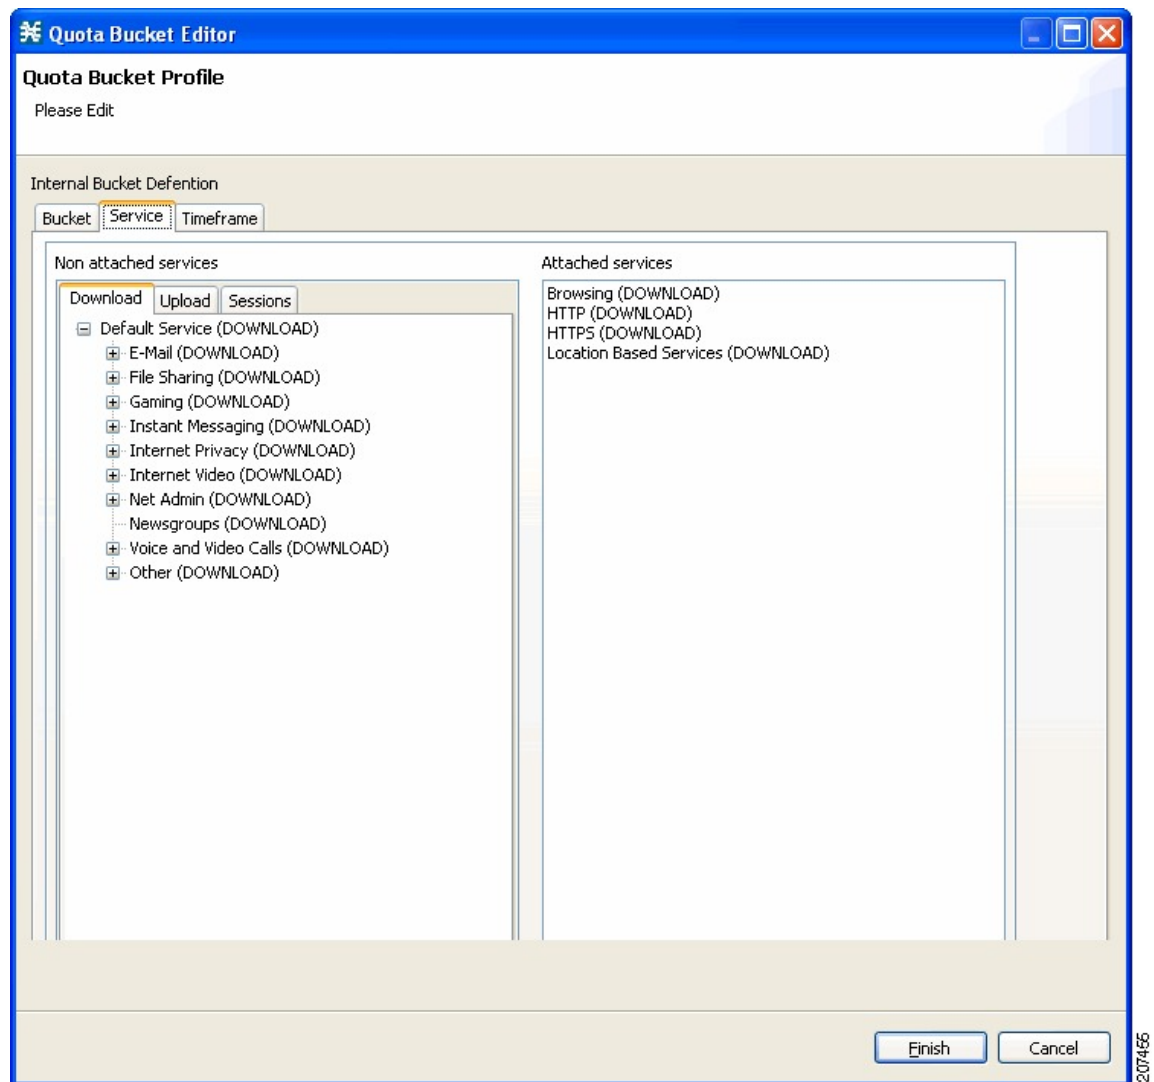 Quota Bucket Editor
Quota Bucket Profile
Please Edit
Internal Bucket Defention
Bucket Service Timeframe
Non attached services
Download Upload Sessions
Default Service (DOWNLOAD)
E-Mail (DOWNLOAD)
File Sharing (DOWNLOAD)
Gaming (DOWNLOAD)
Instant Messaging (DOWNLOAD)
Internet Privacy (DOWNLOAD)
Internet Video (DOWNLOAD)
Net Admin (DOWNLOAD)
Newsgroups (DOWNLOAD)
Voice and Video Calls (DOWNLOAD)
Other (DOWNLOAD)
Attached services
Browsing (DOWNLOAD)
HTTP (DOWNLOAD)
HTTPS (DOWNLOAD)
Location Based Services (DOWNLOAD)
Finish Cancel
207455